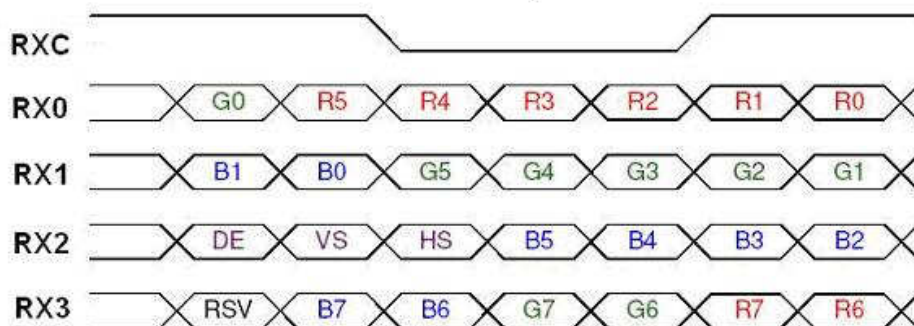 RXC
RX0 G0 R5 R4 R3 R2 R1 R0
RX1 B1 B0 G5 G4 G3 G2 G1
RX2 DE VS HS B5 B4 B3 B2
RX3 RSV B7 B6 G7 G6 R7 R6